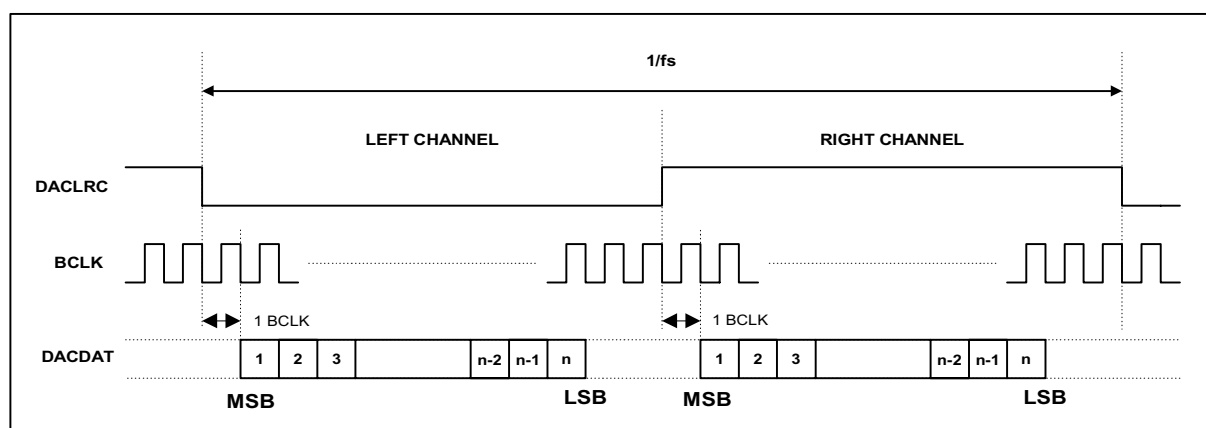 1/fs
LEFT CHANNEL RIGHT CHANNEL
DACLRC
BCLK
1 BCLK 1 BCLK
DACDAT 1 2 3 n-2 n-1 n 1 2 3 n-2 n-1 n
MSB LSB MSB LSB